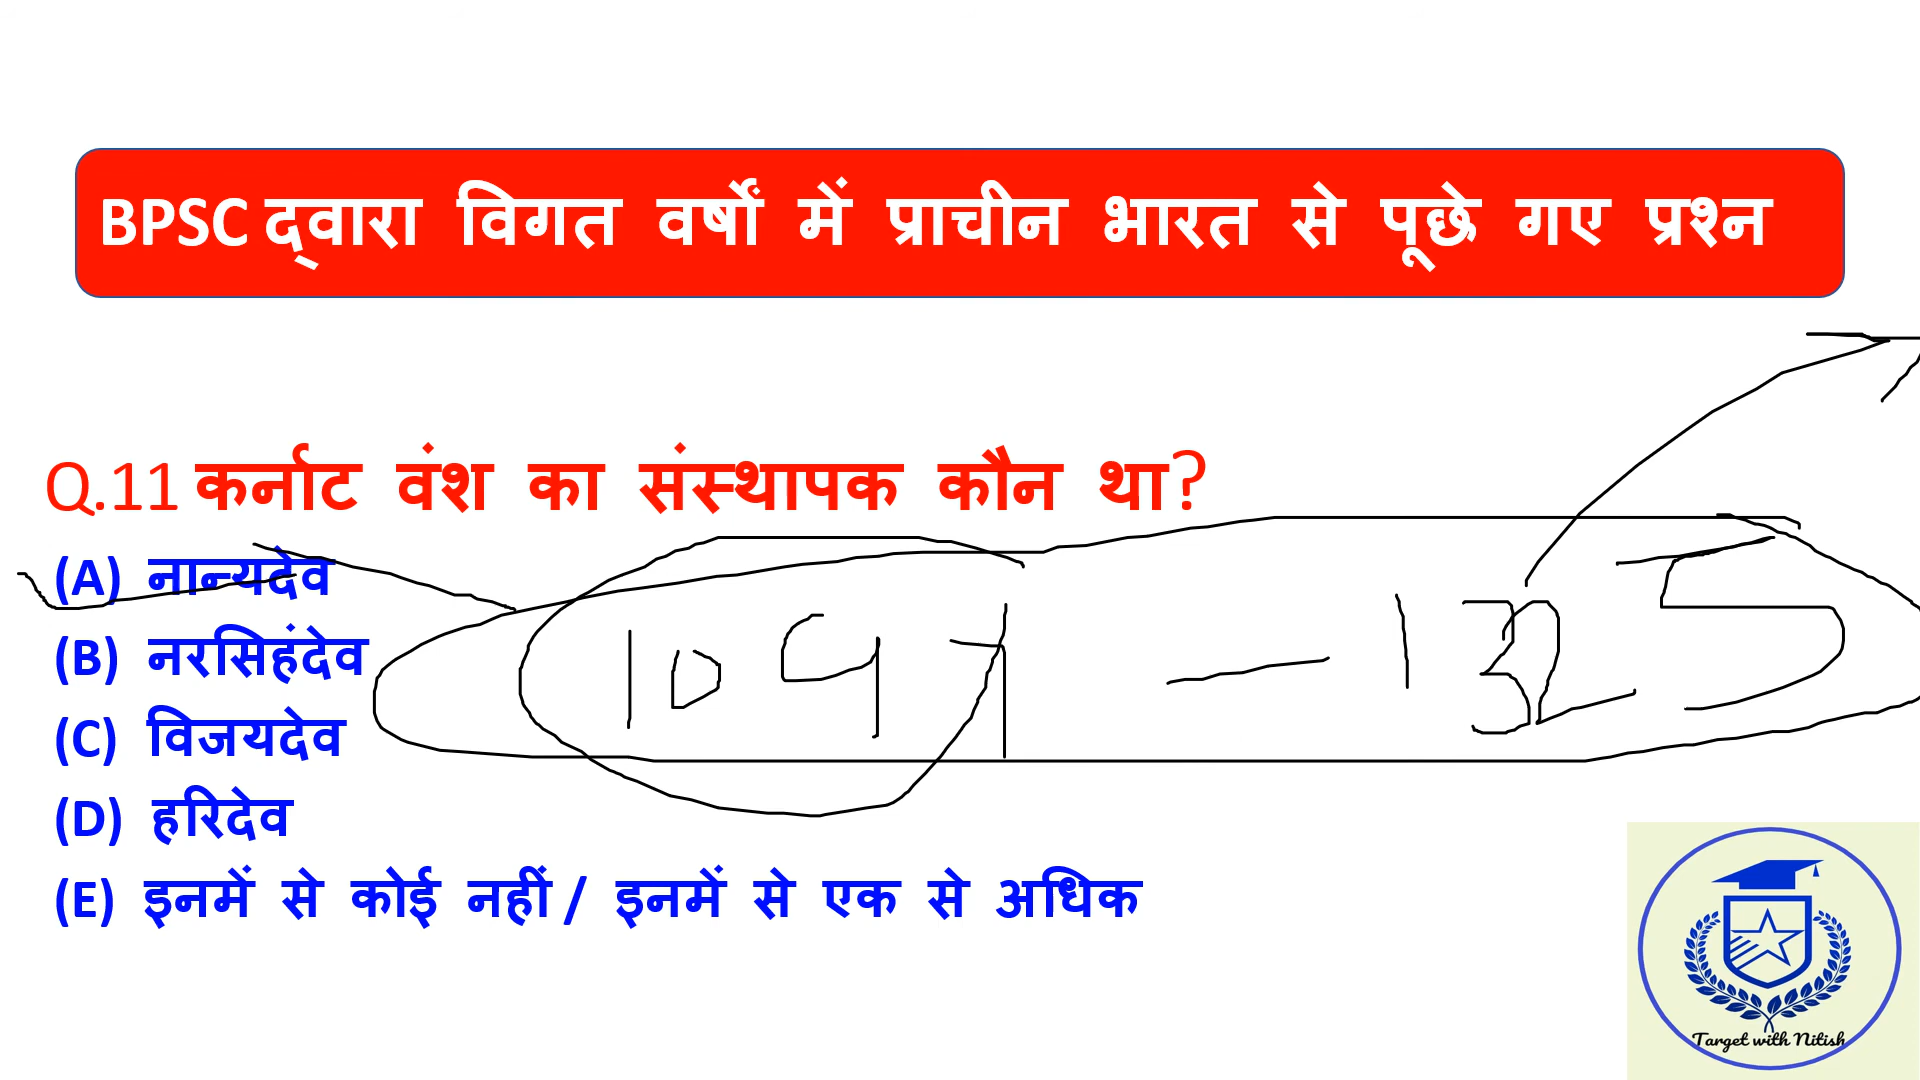 BPSC द्वारा विगत वर्षों में प्राचीन भारत से पूछे गए प्रश्न
Q.11 कर्नाट वंश का संस्थापक कौन था?
(A) नान्यदेव
(B) नरसिहंदेव
1097 - 1325
(C) विजयदेव
(D) हरिदेव
(E) इनमें से कोई नहीं / इनमें से एक से अधिक
Target with Nitish